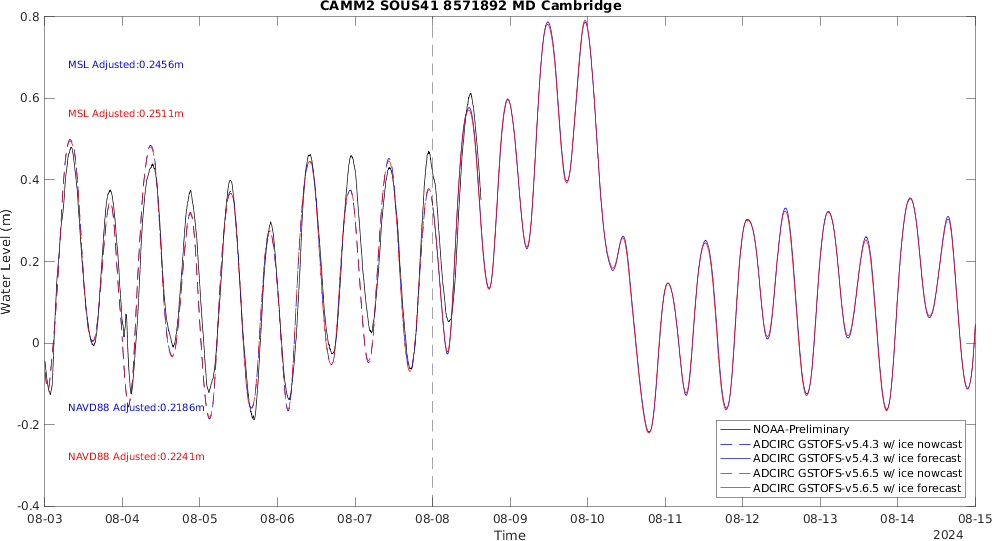 CAMM2 SOUS41 8571892 MD Cambridge
0.8
MSL Adjusted:0.2456m
0.6
MSL Adjusted:0.2511m
0.4
Water Level (m)
0.2
0
NAVD88 Adjusted:0.2186m
-0.2
NOAA-Preliminary
ADCIRC GSTOFS-v5.4.3 w/ ice nowcast
NAVD88 Adjusted:0.2241m
ADCIRC GSTOFS-v5.4.3 w/ ice forecast
ADCIRC GSTOFS-v5.6.5 w/ ice nowcast
ADCIRC GSTOFS-v5.6.5 w/ ice forecast
-0.4
08-03 08-04 08-05 08-06 08-07 08-08 08-09 08-10 08-11 08-12 08-13 08-14 08-15
Time
2024